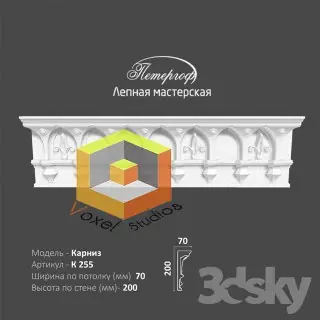 Петергоф
Лепная мастерская
Voxel Studios
Модель - Карниз
Артикул - К 255
Ширина по потолку (мм) 70
Высота по стене (мм)- 200
70
200
3dsky